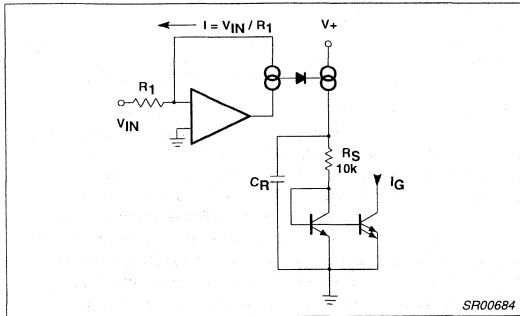 I = VIN / R1
V+
R1
VIN
RS
10k
CR
IG
SR00684